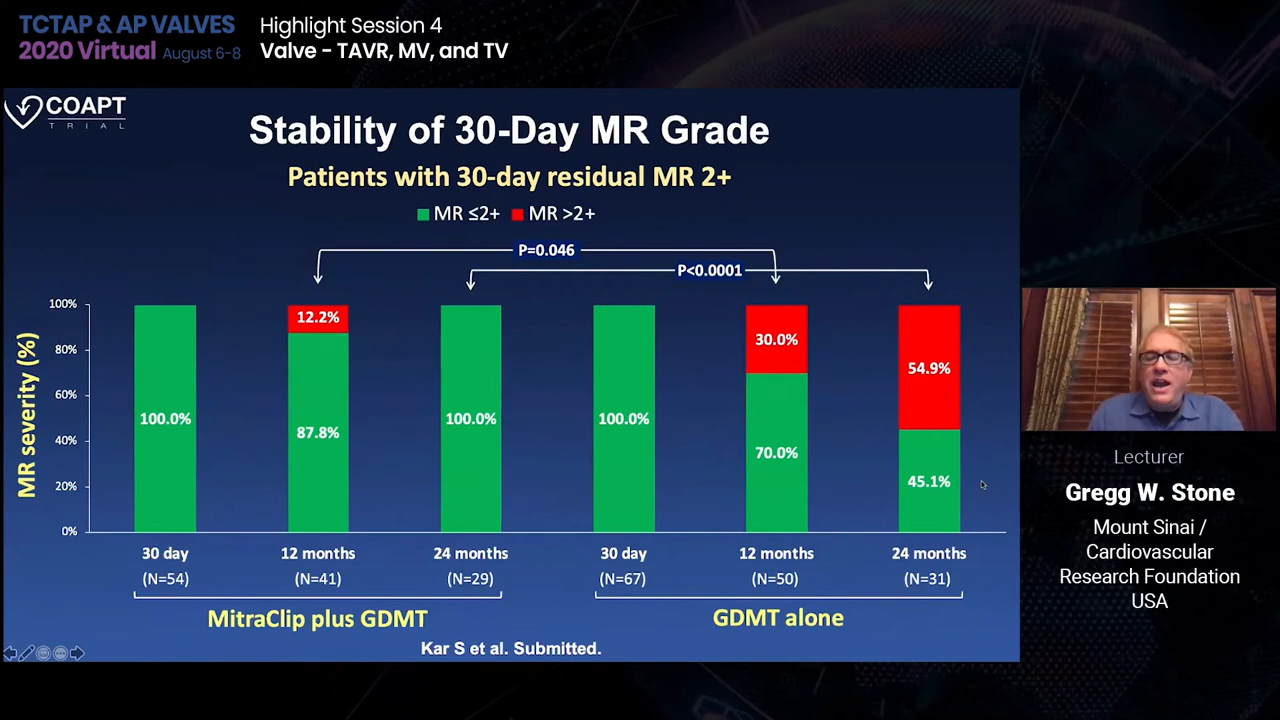 TCTAP & AP VALVES
2020 Virtual August 6-8
Highlight Session 4
Valve - TAVR, MV, and TV
COAPT
TRIAL
Stability of 30-Day MR Grade
Patients with 30-day residual MR 2+
MR ≤2+ MR >2+
P=0.046
P<0.0001
MR severity (%)
100%
80%
60%
40%
20%
0%
100.0%
12.2%
87.8%
100.0%
100.0%
30.0%
70.0%
54.9%
45.1%
30 day 12 months 24 months 30 day 12 months 24 months
(N=54) (N=41) (N=29) (N=67) (N=50) (N=31)
MitraClip plus GDMT GDMT alone
Kar S et al. Submitted.
Lecturer
Gregg W. Stone
Mount Sinai /
Cardiovascular
Research Foundation
USA